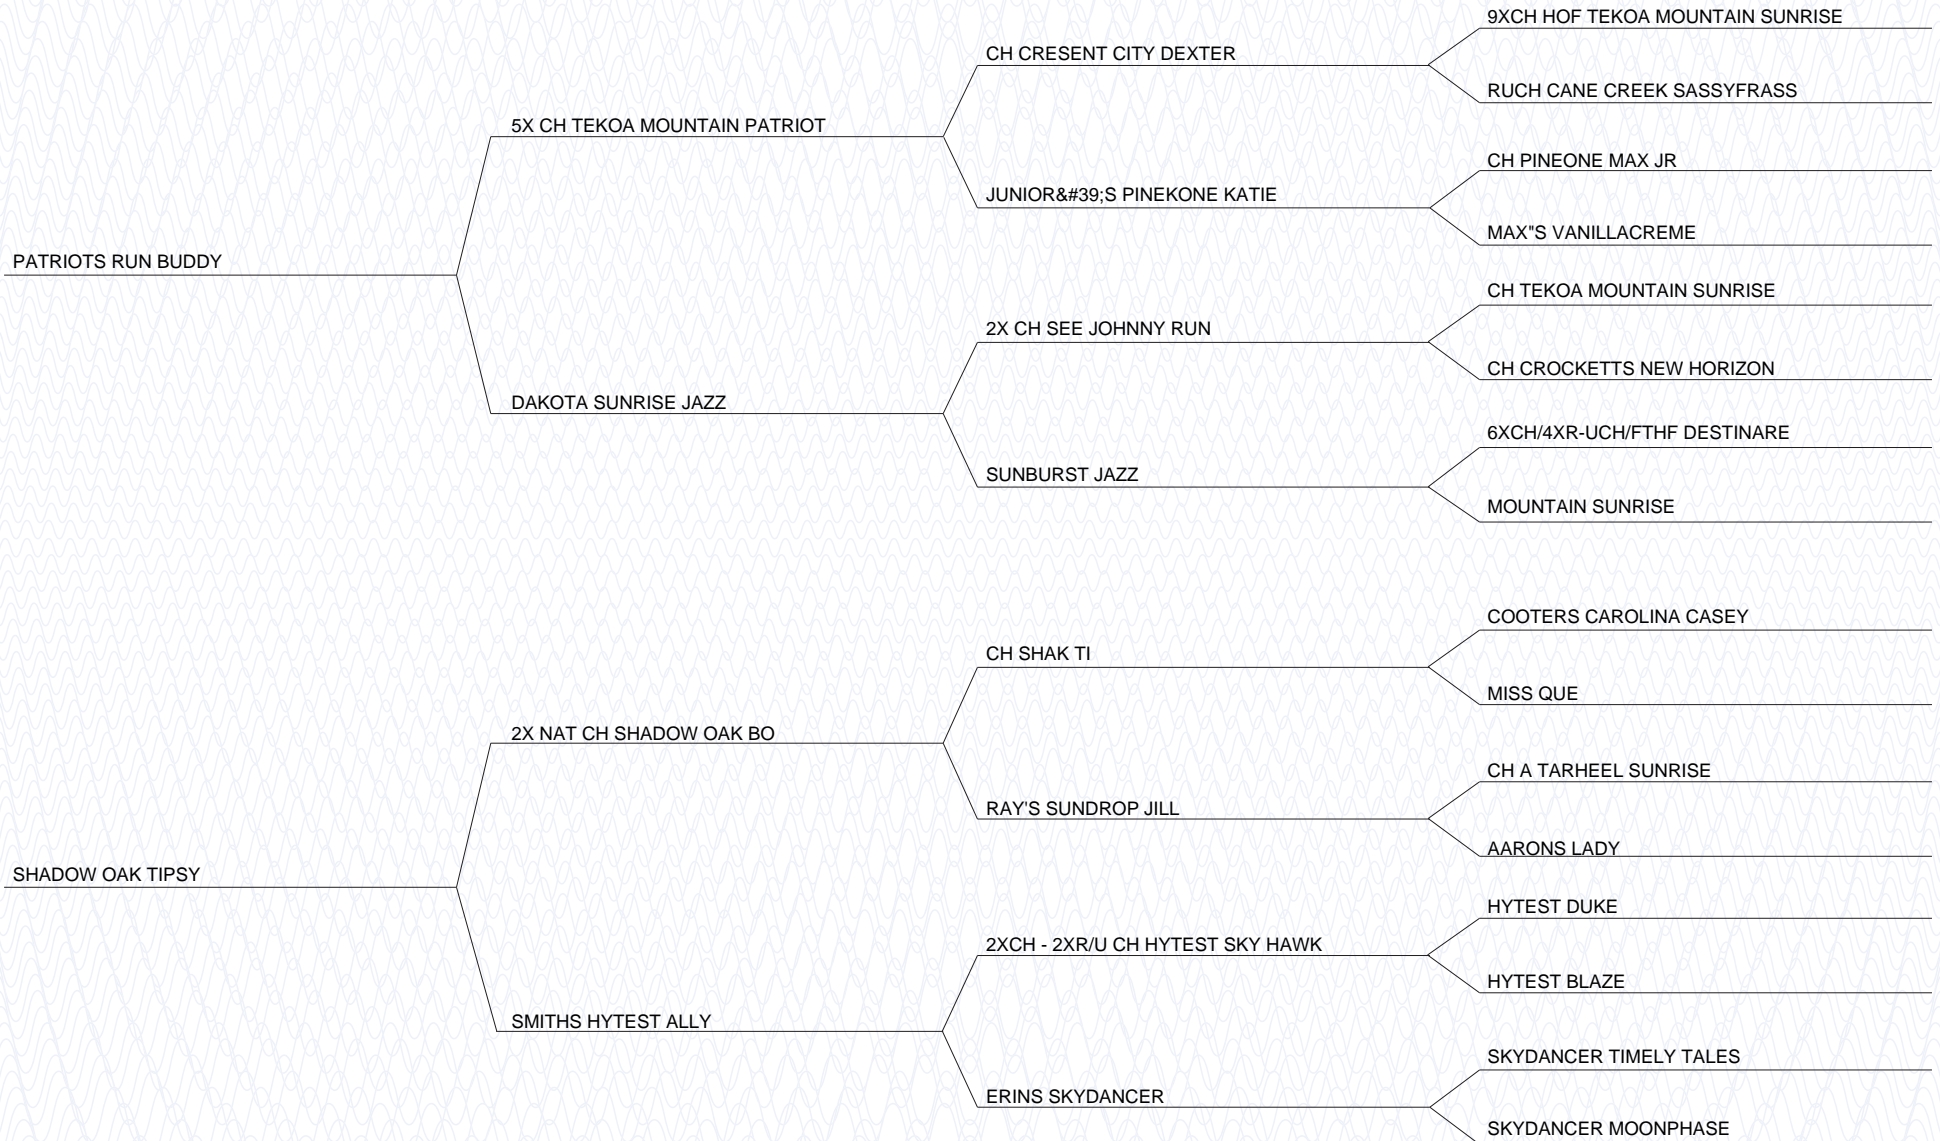 9XCH HOF TEKOA MOUNTAIN SUNRISE
CH CRESENT CITY DEXTER
RUCH CANE CREEK SASSYFRASS
5X CH TEKOA MOUNTAIN PATRIOT
CH PINEONE MAX JR
JUNIOR&#39;S PINEKONE KATIE
MAX"S VANILLACREME
PATRIOTS RUN BUDDY
CH TEKOA MOUNTAIN SUNRISE
2X CH SEE JOHNNY RUN
CH CROCKETTS NEW HORIZON
DAKOTA SUNRISE JAZZ
6XCH/4XR-UCH/FTHF DESTINARE
SUNBURST JAZZ
MOUNTAIN SUNRISE
COOTERS CAROLINA CASEY
CH SHAK TI
MISS QUE
2X NAT CH SHADOW OAK BO
CH A TARHEEL SUNRISE
RAY'S SUNDROP JILL
AARONS LADY
SHADOW OAK TIPSY
HYTEST DUKE
2XCH - 2XR/U CH HYTEST SKY HAWK
HYTEST BLAZE
SMITHS HYTEST ALLY
SKYDANCER TIMELY TALES
ERINS SKYDANCER
SKYDANCER MOONPHASE